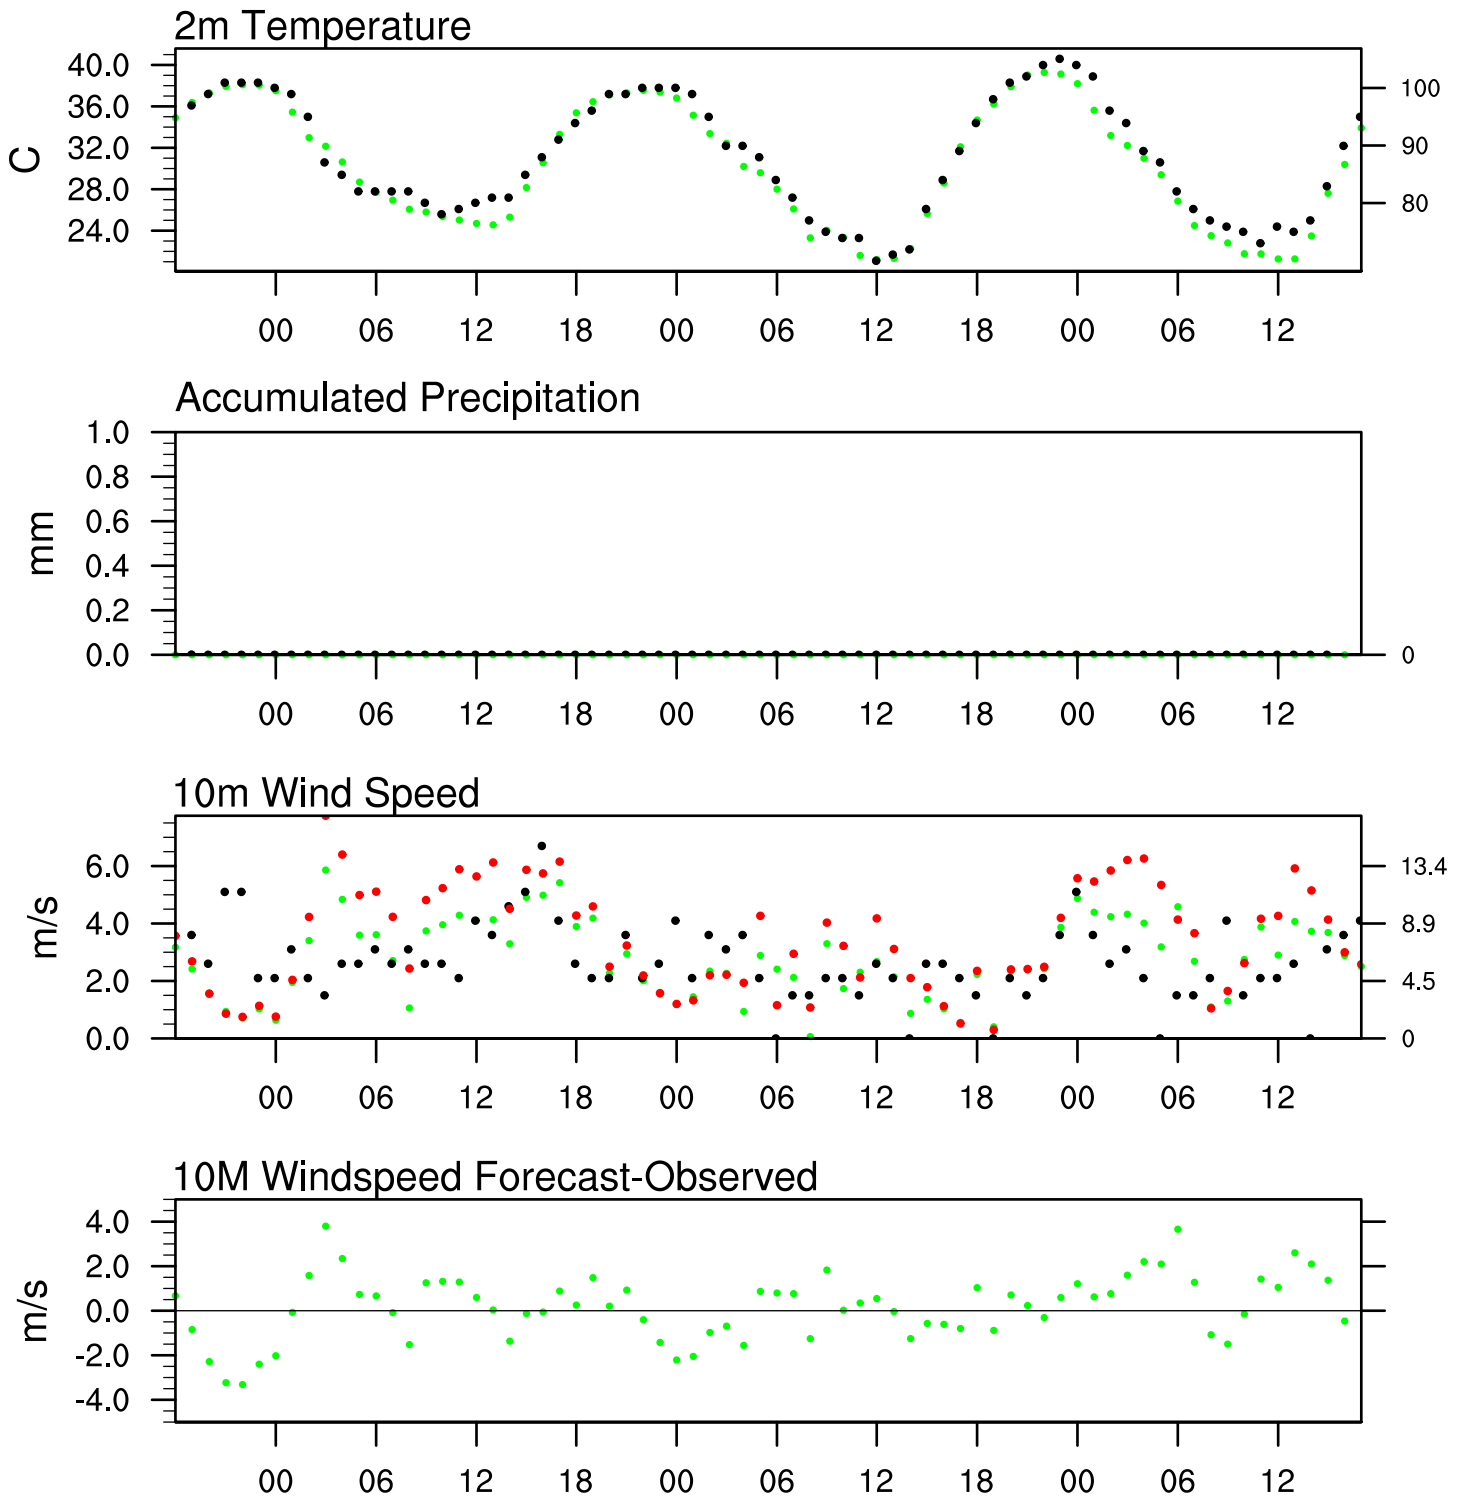 2m Temperature
40.0
36.0
32.0
28.0
24.0
C
100
90
80
00 06 12 18 00 06 12 18 00 06 12
Accumulated Precipitation
1.0
0.8
0.6
0.4
0.2
0.0
mm
0
00 06 12 18 00 06 12 18 00 06 12
10m Wind Speed
6.0
4.0
2.0
0.0
m/s
13.4
8.9
4.5
0
00 06 12 18 00 06 12 18 00 06 12
10M Windspeed Forecast-Observed
4.0
2.0
0.0
-2.0
-4.0
m/s
00 06 12 18 00 06 12 18 00 06 12